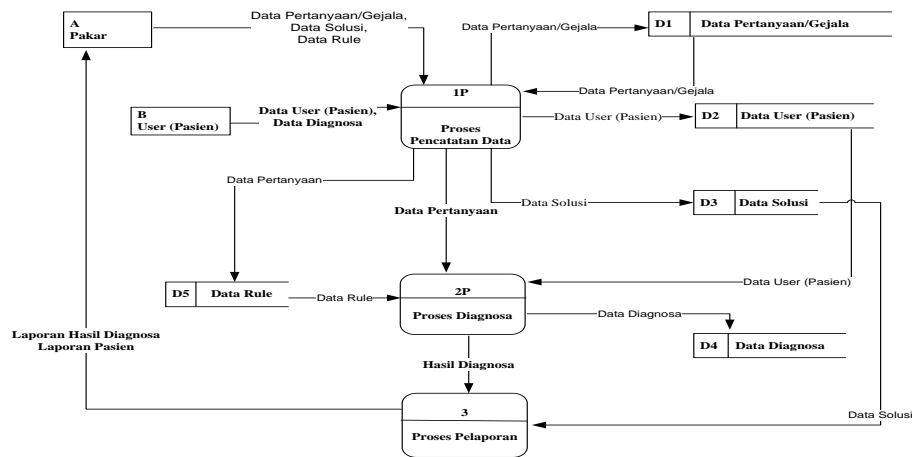 A
Pakar
Data Pertanyaan/Gejala,
Data Solusi,
Data Rule
Data Pertanyaan/Gejala
D1 Data Pertanyaan/Gejala
1P
Data Pertanyaan/Gejala
B
User (Pasien)
Data User (Pasien),
Data Diagnosa
Proses
Pencatatan Data
Data User (Pasien)
D2 Data User (Pasien)
Data Pertanyaan
Data Pertanyaan
Data Solusi
D3 Data Solusi
Data User (Pasien)
D5 Data Rule
Data Rule
2P
Proses Diagnosa
Data Diagnosa
D4 Data Diagnosa
Laporan Hasil Diagnosa
Laporan Pasien
Hasil Diagnosa
3
Proses Pelaporan
Data Solusi